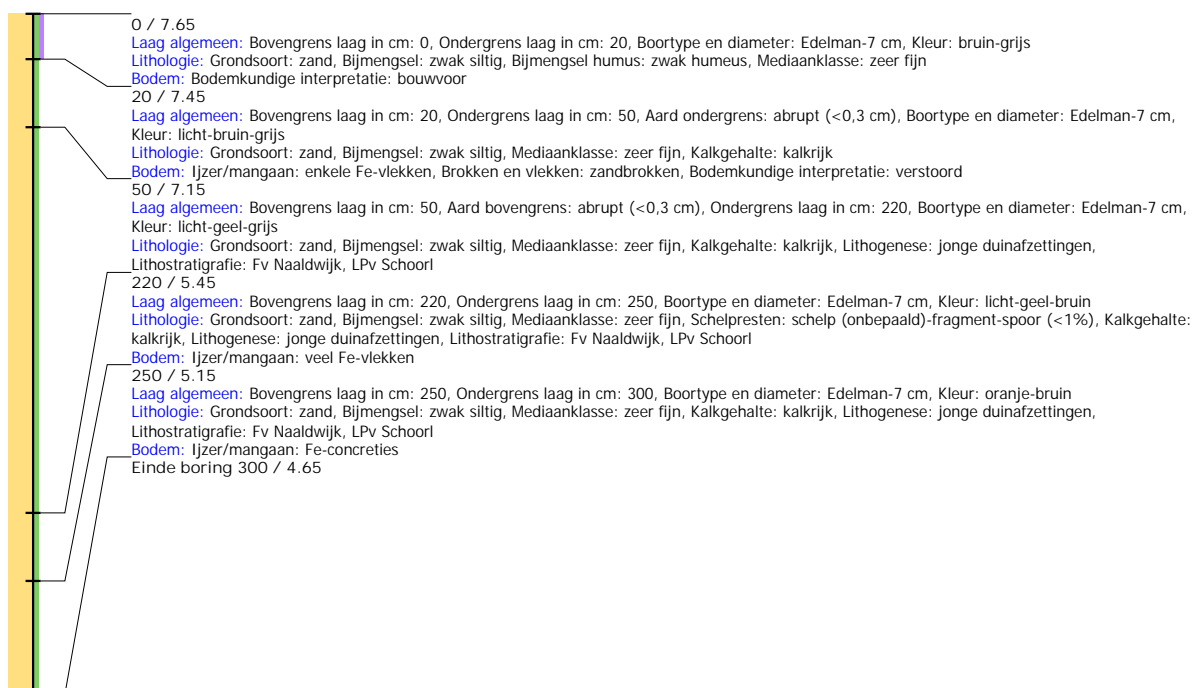 0 / 7.65
Laag algemeen: Bovengrens laag in cm: 0, Ondergrens laag in cm: 20, Boortype en diameter: Edelman-7 cm, Kleur: bruin-grijs
Lithologie: Grondsoort: zand, Bijmengsel: zwak siltig, Bijmengsel humus: zwak humeus, Mediaanklasse: zeer fijn
Bodem: Bodemkundige interpretatie: bouwvoor
20 / 7.45
Laag algemeen: Bovengrens laag in cm: 20, Ondergrens laag in cm: 50, Aard ondergrens: abrupt (<0,3 cm), Boortype en diameter: Edelman-7 cm,
Kleur: licht-bruin-grijs
Lithologie: Grondsoort: zand, Bijmengsel: zwak siltig, Mediaanklasse: zeer fijn, Kalkgehalte: kalkrijk
Bodem: Ijzer/mangaan: enkele Fe-vlekken, Brokken en vlekken: zandbrokken, Bodemkundige interpretatie: verstoord
50 / 7.15
Laag algemeen: Bovengrens laag in cm: 50, Aard bovengrens: abrupt (<0,3 cm), Ondergrens laag in cm: 220, Boortype en diameter: Edelman-7 cm,
Kleur: licht-geel-grijs
Lithologie: Grondsoort: zand, Bijmengsel: zwak siltig, Mediaanklasse: zeer fijn, Kalkgehalte: kalkrijk, Lithogenese: jonge duinafzettingen,
Lithostratigrafie: Fv Naaldwijk, LPv Schoorl
220 / 5.45
Laag algemeen: Bovengrens laag in cm: 220, Ondergrens laag in cm: 250, Boortype en diameter: Edelman-7 cm, Kleur: licht-geel-bruin
Lithologie: Grondsoort: zand, Bijmengsel: zwak siltig, Mediaanklasse: zeer fijn, Schelpresten: schelp (onbepaald)-fragment-spoor (<1%), Kalkgehalte:
kalkrijk, Lithogenese: jonge duinafzettingen, Lithostratigrafie: Fv Naaldwijk, LPv Schoorl
Bodem: Ijzer/mangaan: veel Fe-vlekken
250 / 5.15
Laag algemeen: Bovengrens laag in cm: 250, Ondergrens laag in cm: 300, Boortype en diameter: Edelman-7 cm, Kleur: oranje-bruin
Lithologie: Grondsoort: zand, Bijmengsel: zwak siltig, Mediaanklasse: zeer fijn, Kalkgehalte: kalkrijk, Lithogenese: jonge duinafzettingen,
Lithostratigrafie: Fv Naaldwijk, LPv Schoorl
Bodem: Ijzer/mangaan: Fe-concreties
Einde boring 300 / 4.65